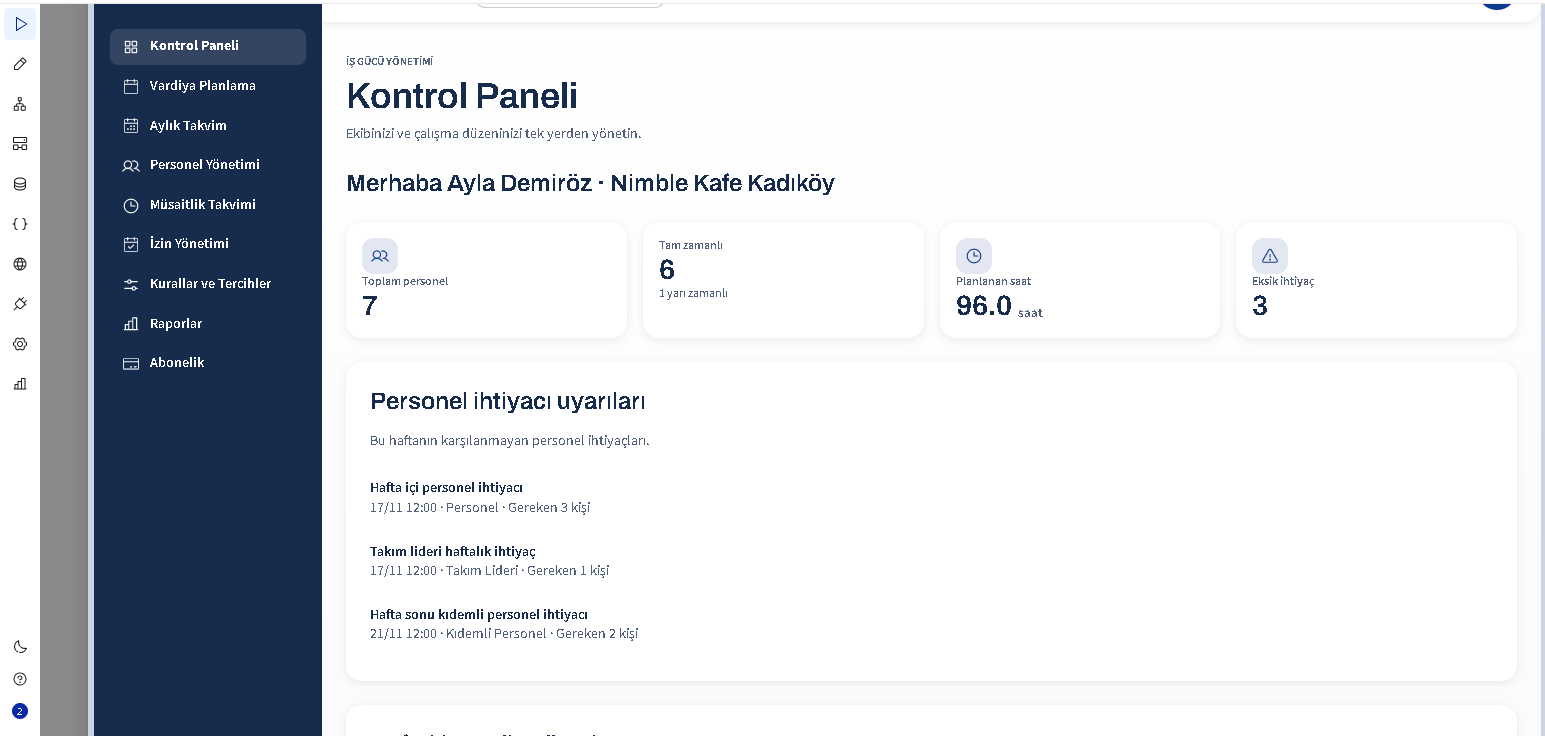 Kontrol Paneli
Vardiya Planlama
Aylık Takvim
Personel Yönetimi
Müsaitlik Takvimi
İzin Yönetimi
Kurallar ve Tercihler
Raporlar
Abonelik
2
İŞ GÜCÜ YÖNETİMİ
Kontrol Paneli
Ekibinizi ve çalışma düzeninizi tek yerden yönetin.
Merhaba Ayla Demiröz · Nimble Kafe Kadıköy
Toplam personel
7
Tam zamanlı
6
1 yarı zamanlı
Planlanan saat
96.0 saat
Eksik ihtiyaç
3
Personel ihtiyacı uyarıları
Bu haftanın karşılanmayan personel ihtiyaçları.
Hafta içi personel ihtiyacı
17/11 12:00 · Personel · Gereken 3 kişi
Takım lideri haftalık ihtiyaç
17/11 12:00 · Takım Lideri · Gereken 1 kişi
Hafta sonu kıdemli personel ihtiyacı
21/11 12:00 · Kıdemli Personel · Gereken 2 kişi